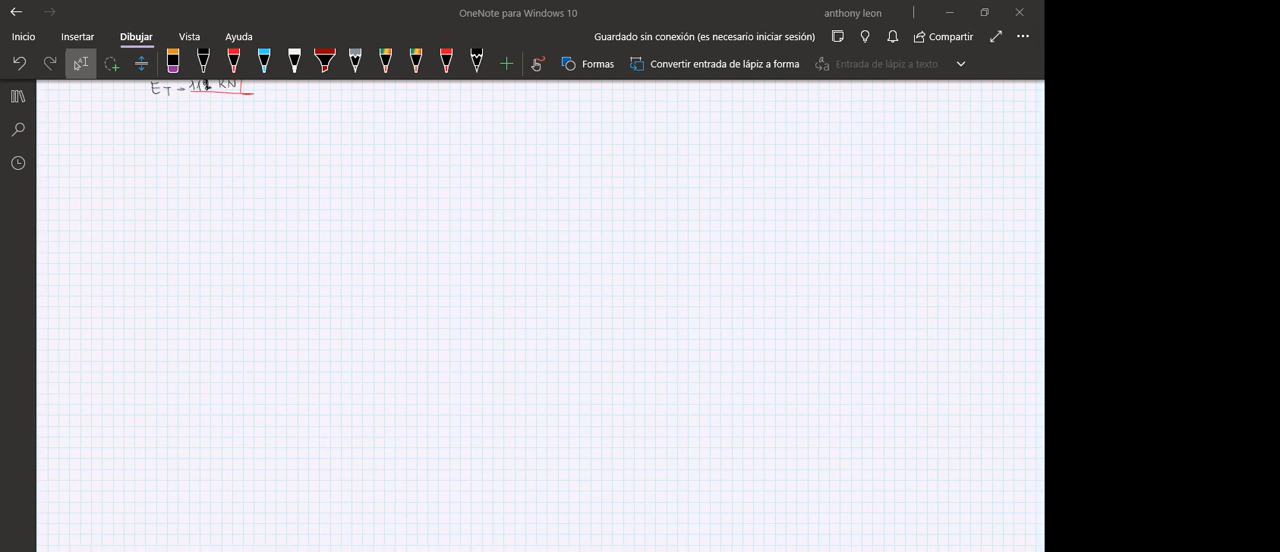 OneNote para Windows 10
anthony leon
Inicio
Insertar
Dibujar
Vista
Ayuda
Guardado sin conexión (es necesario iniciar sesión)
Compartir
Formas
Convertir entrada de lápiz a forma
Entrada de lápiz a texto
E_T = KN